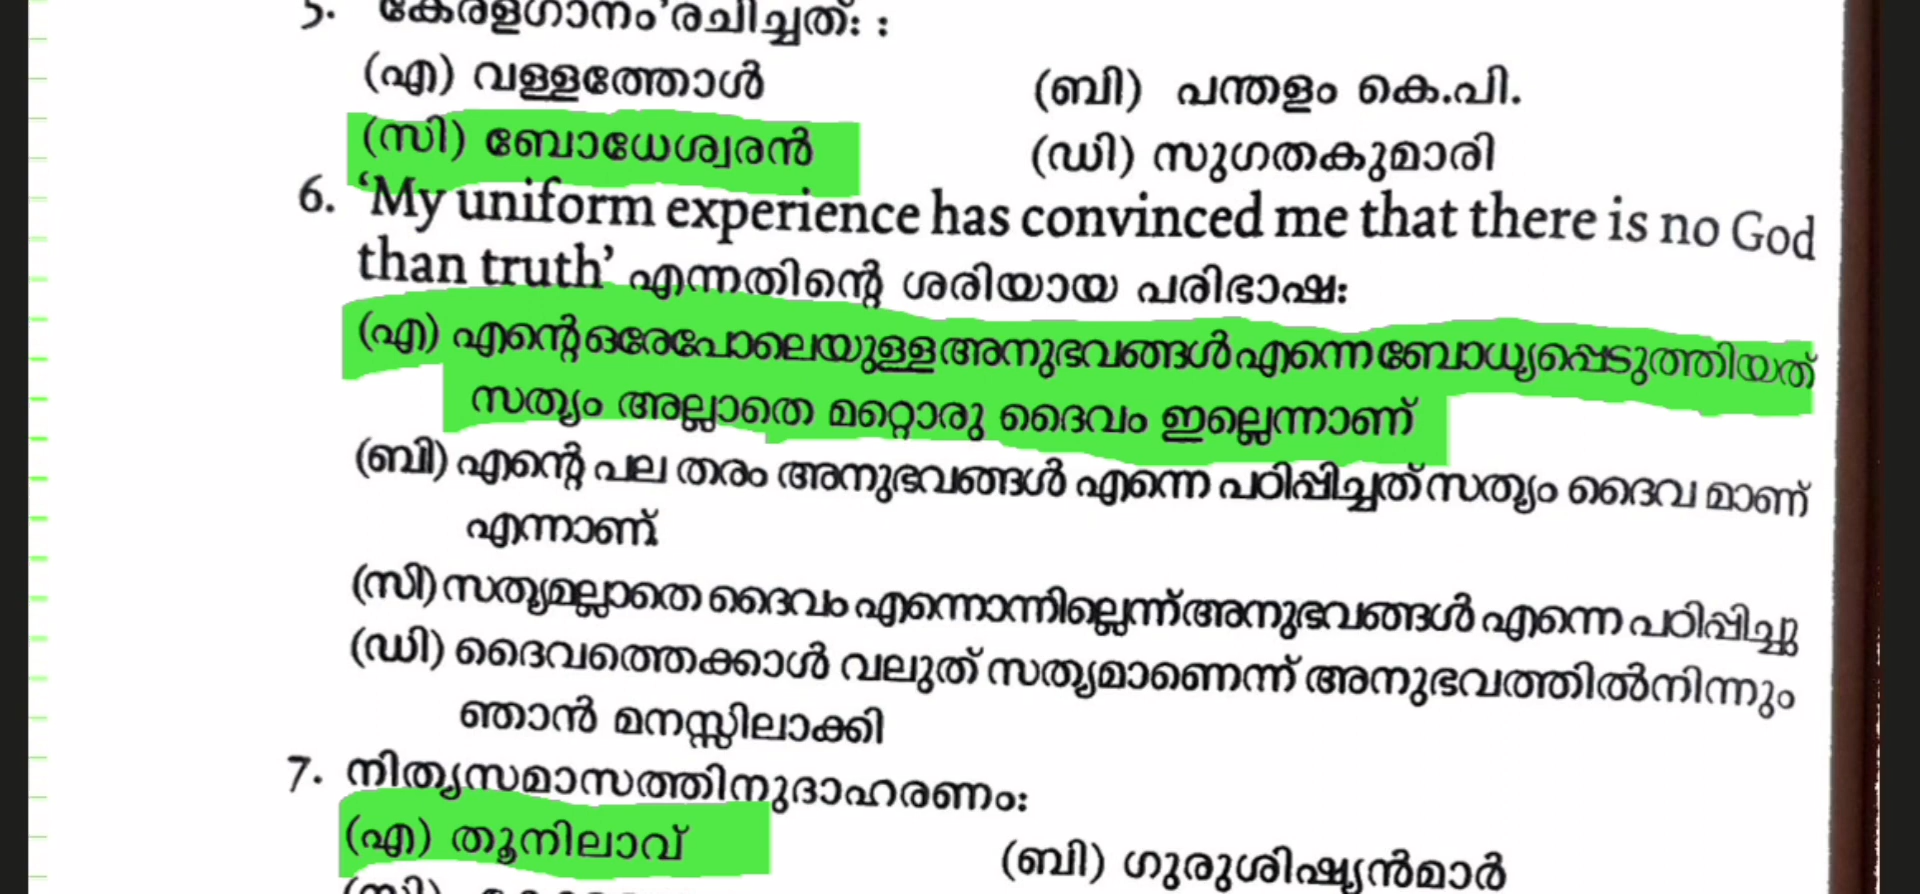 5. കേരളഗാനം രചിച്ചത്: :
(എ) വള്ളത്തോൾ (ബി) പന്തളം കെ.പി.
(സി) ബോധേശ്വരൻ (ഡി) സുഗതകുമാരി
6. ‘My uniform experience has convinced me that there is no God
than truth’ എന്നതിന്റെ ശരിയായ പരിഭാഷ:
(എ) എന്റെ ഒരേപോലെയുള്ള അനുഭവങ്ങൾ എന്നെ ബോധ്യപ്പെടുത്തിയത്
സത്യം അല്ലാതെ മറ്റൊരു ദൈവം ഇല്ലെന്നാണ്
(ബി) എന്റെ പല തരം അനുഭവങ്ങൾ എന്നെ പഠിപ്പിച്ചത് സത്യം ദൈവ മാണ്
എന്നാണ്.
(സി) സത്യമല്ലാതെ ദൈവം എന്നൊന്നില്ലെന്ന് അനുഭവങ്ങൾ എന്നെ പഠിപ്പിച്ചു
(ഡി) ദൈവത്തെക്കാൾ വലുത് സത്യമാണെന്ന് അനുഭവത്തിൽനിന്നും
ഞാൻ മനസ്സിലാക്കി
7. നിത്യസമാസത്തിനുദാഹരണം:
(എ) തൂനിലാവ് (ബി) ഗുരുശിഷ്യൻമാർ
(സി)